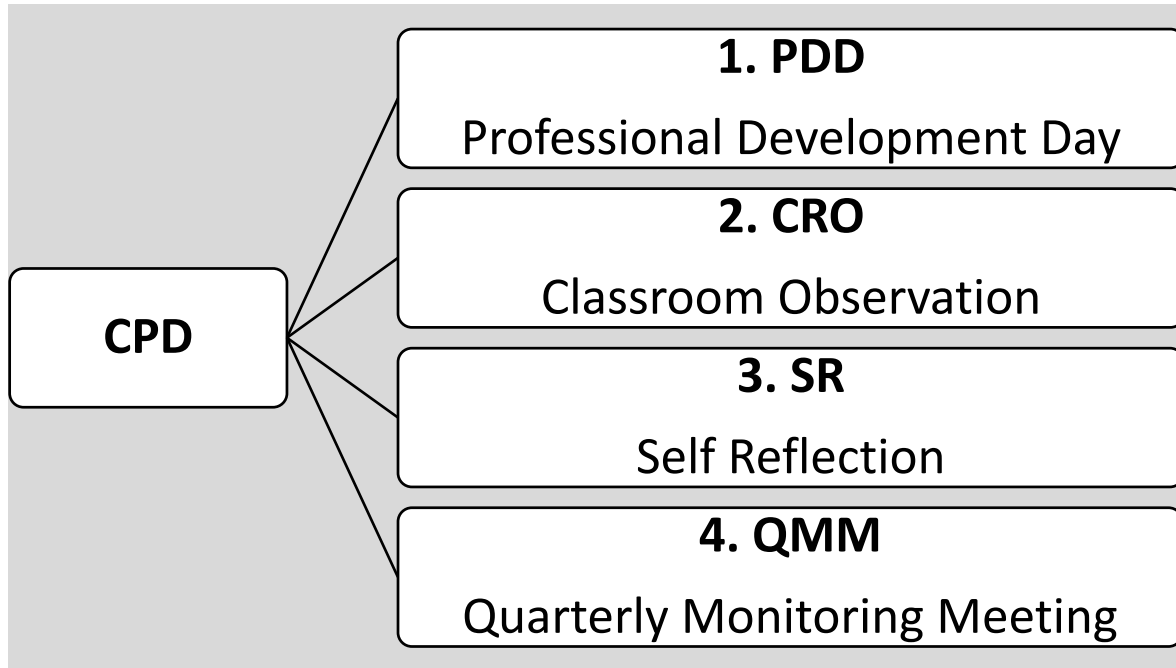 CPD
1. PDD
Professional Development Day
2. CRO
Classroom Observation
3. SR
Self Reflection
4. QMM
Quarterly Monitoring Meeting